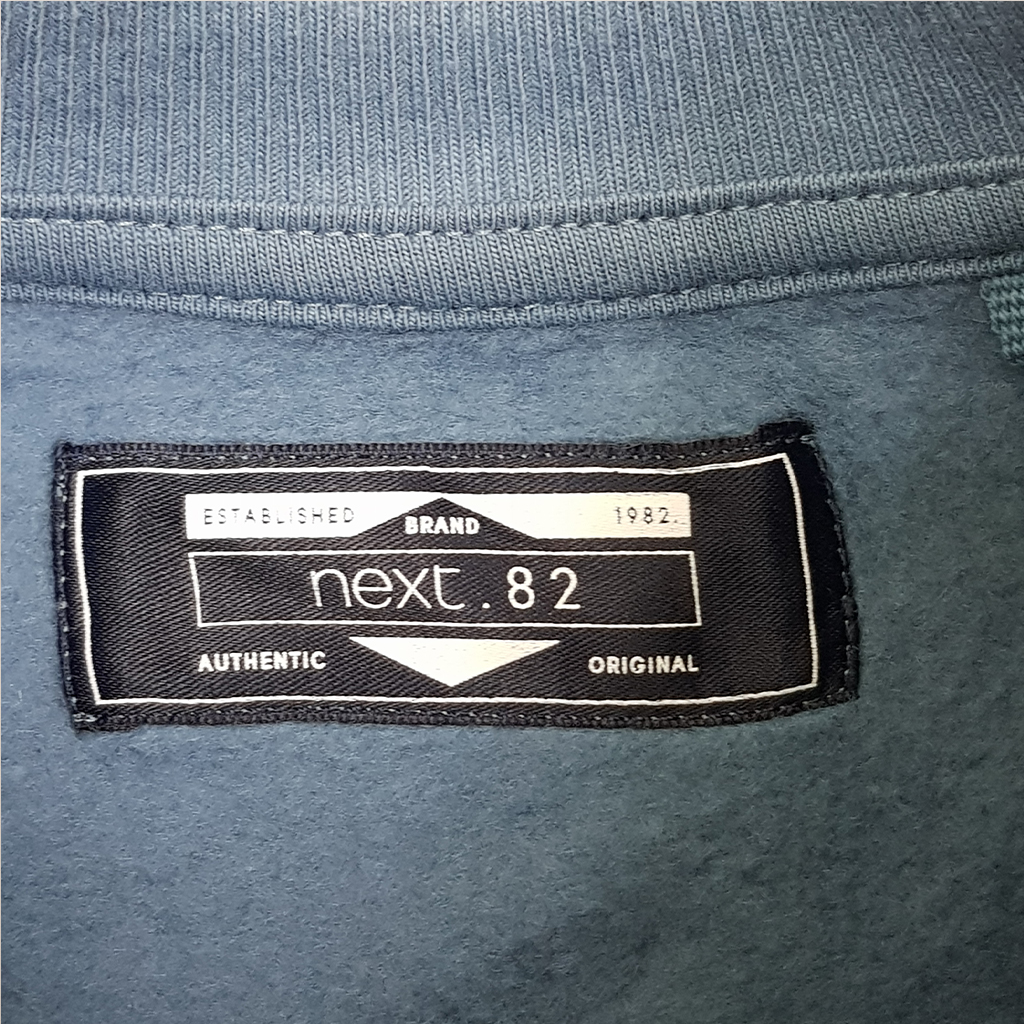 ESTABLISHED BRAND 1982.
next.82
AUTHENTIC ORIGINAL